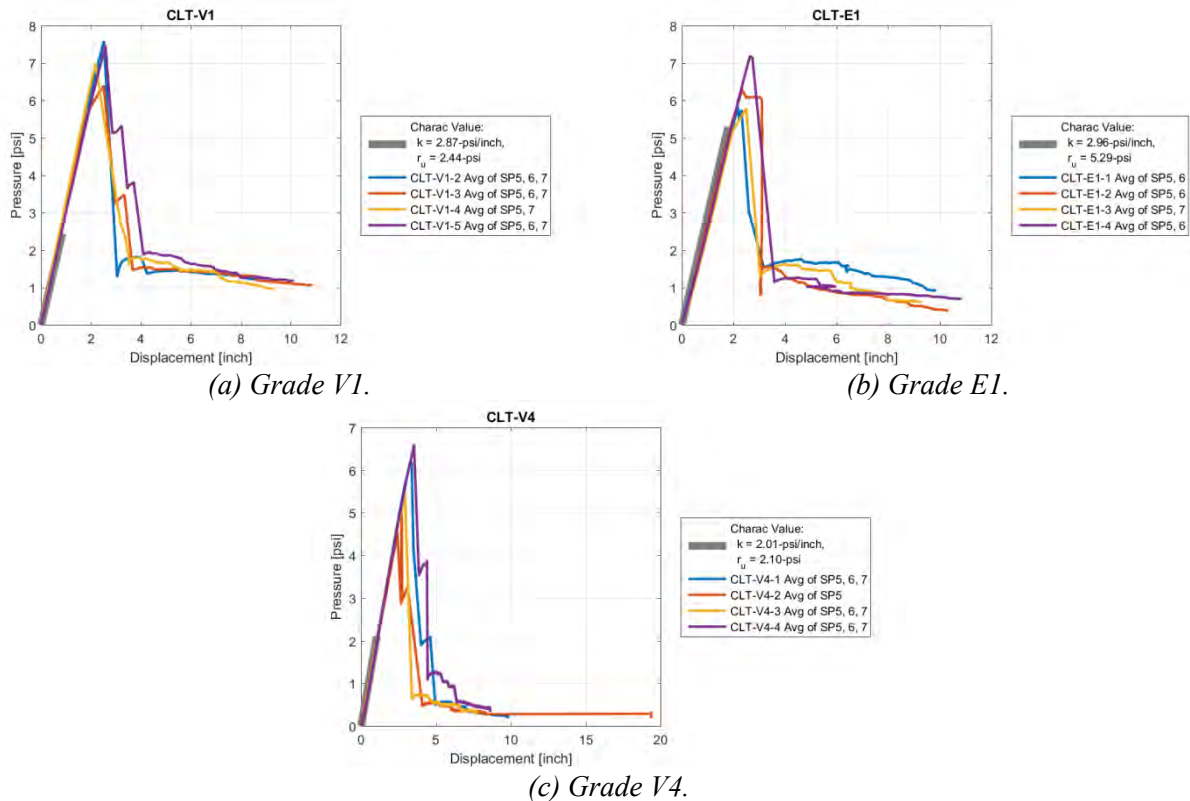 CLT-V1
8
7
6
5
4
3
2
1
0
Pressure [psi]
0 2 4 6 8 10 12
Displacement [inch]
Charac Value:
k = 2.87-psi/inch,
r_u = 2.44-psi
CLT-V1-2 Avg of SP5, 6, 7
CLT-V1-3 Avg of SP5, 6, 7
CLT-V1-4 Avg of SP5, 7
CLT-V1-5 Avg of SP5, 6, 7
(a) Grade V1.
CLT-E1
8
7
6
5
4
3
2
1
0
Pressure [psi]
0 2 4 6 8 10 12
Displacement [inch]
Charac Value:
k = 2.96-psi/inch,
r_u = 5.29-psi
CLT-E1-1 Avg of SP5, 6
CLT-E1-2 Avg of SP5, 6
CLT-E1-3 Avg of SP5, 7
CLT-E1-4 Avg of SP5, 6
(b) Grade E1.
CLT-V4
7
6
5
4
3
2
1
0
Pressure [psi]
0 5 10 15 20
Displacement [inch]
Charac Value:
k = 2.01-psi/inch,
r_u = 2.10-psi
CLT-V4-1 Avg of SP5, 6, 7
CLT-V4-2 Avg of SP5
CLT-V4-3 Avg of SP5, 6, 7
CLT-V4-4 Avg of SP5, 6, 7
(c) Grade V4.